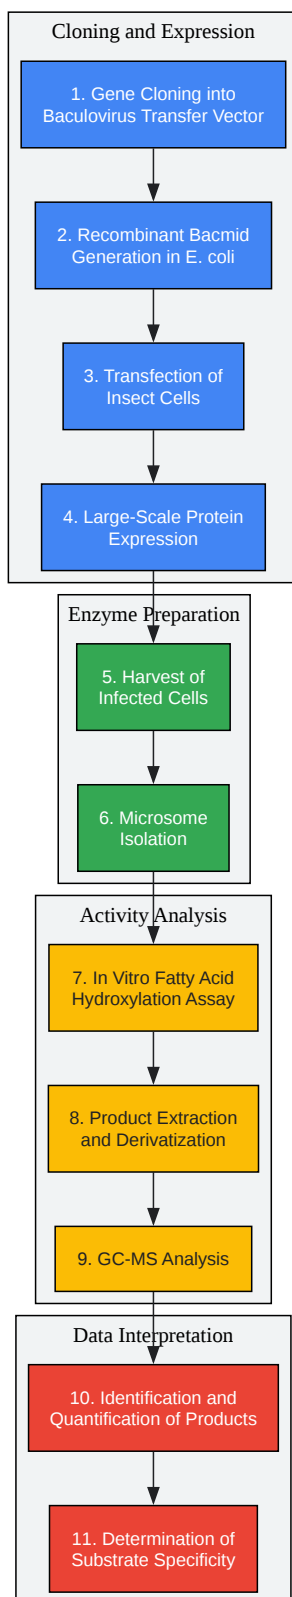 Cloning and Expression
1. Gene Cloning into
Baculovirus Transfer Vector
2. Recombinant Bacmid
Generation in E. coli
3. Transfection of
Insect Cells
4. Large-Scale Protein
Expression
Enzyme Preparation
5. Harvest of
Infected Cells
6. Microsome
Isolation
Activity Analysis
7. In Vitro Fatty Acid
Hydroxylation Assay
8. Product Extraction
and Derivatization
9. GC-MS Analysis
Data Interpretation
10. Identification and
Quantification of Products
11. Determination of
Substrate Specificity